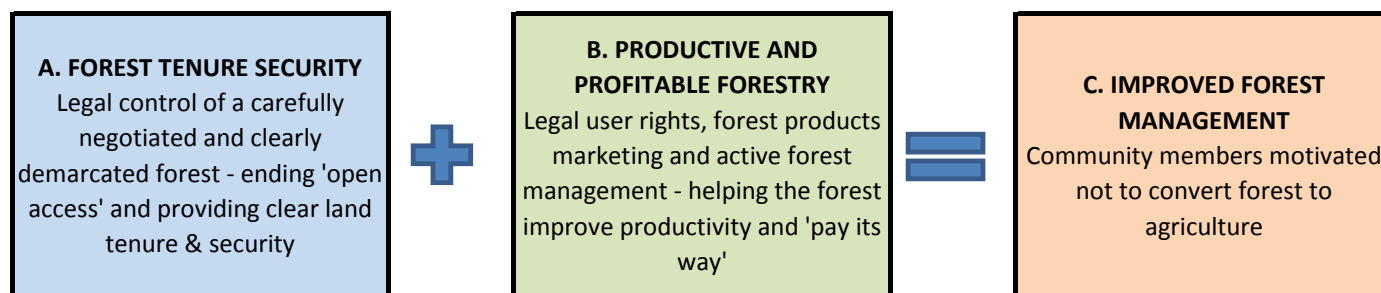 A. FOREST TENURE SECURITY
Legal control of a carefully
negotiated and clearly
demarcated forest - ending 'open
access' and providing clear land
tenure & security
B. PRODUCTIVE AND
PROFITABLE FORESTRY
Legal user rights, forest products
marketing and active forest
management - helping the forest
improve productivity and 'pay its
way'
C. IMPROVED FOREST
MANAGEMENT
Community members motivated
not to convert forest to
agriculture